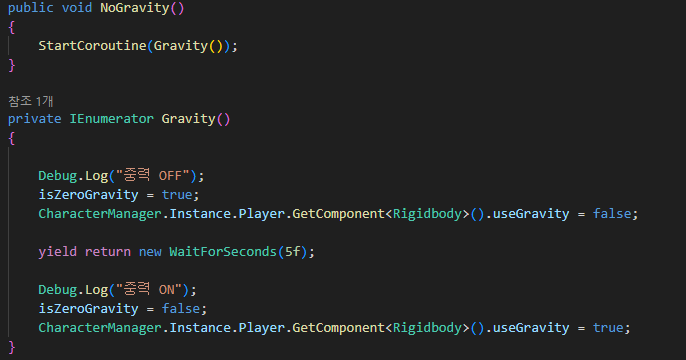 public void NoGravity()
{
    StartCoroutine(Gravity());
}
참조 1개
private IEnumerator Gravity()
{
    Debug.Log("중력 OFF");
    isZeroGravity = true;
    CharacterManager.Instance.Player.GetComponent<Rigidbody>().useGravity = false;
    yield return new WaitForSeconds(5f);
    Debug.Log("중력 ON");
    isZeroGravity = false;
    CharacterManager.Instance.Player.GetComponent<Rigidbody>().useGravity = true;
}